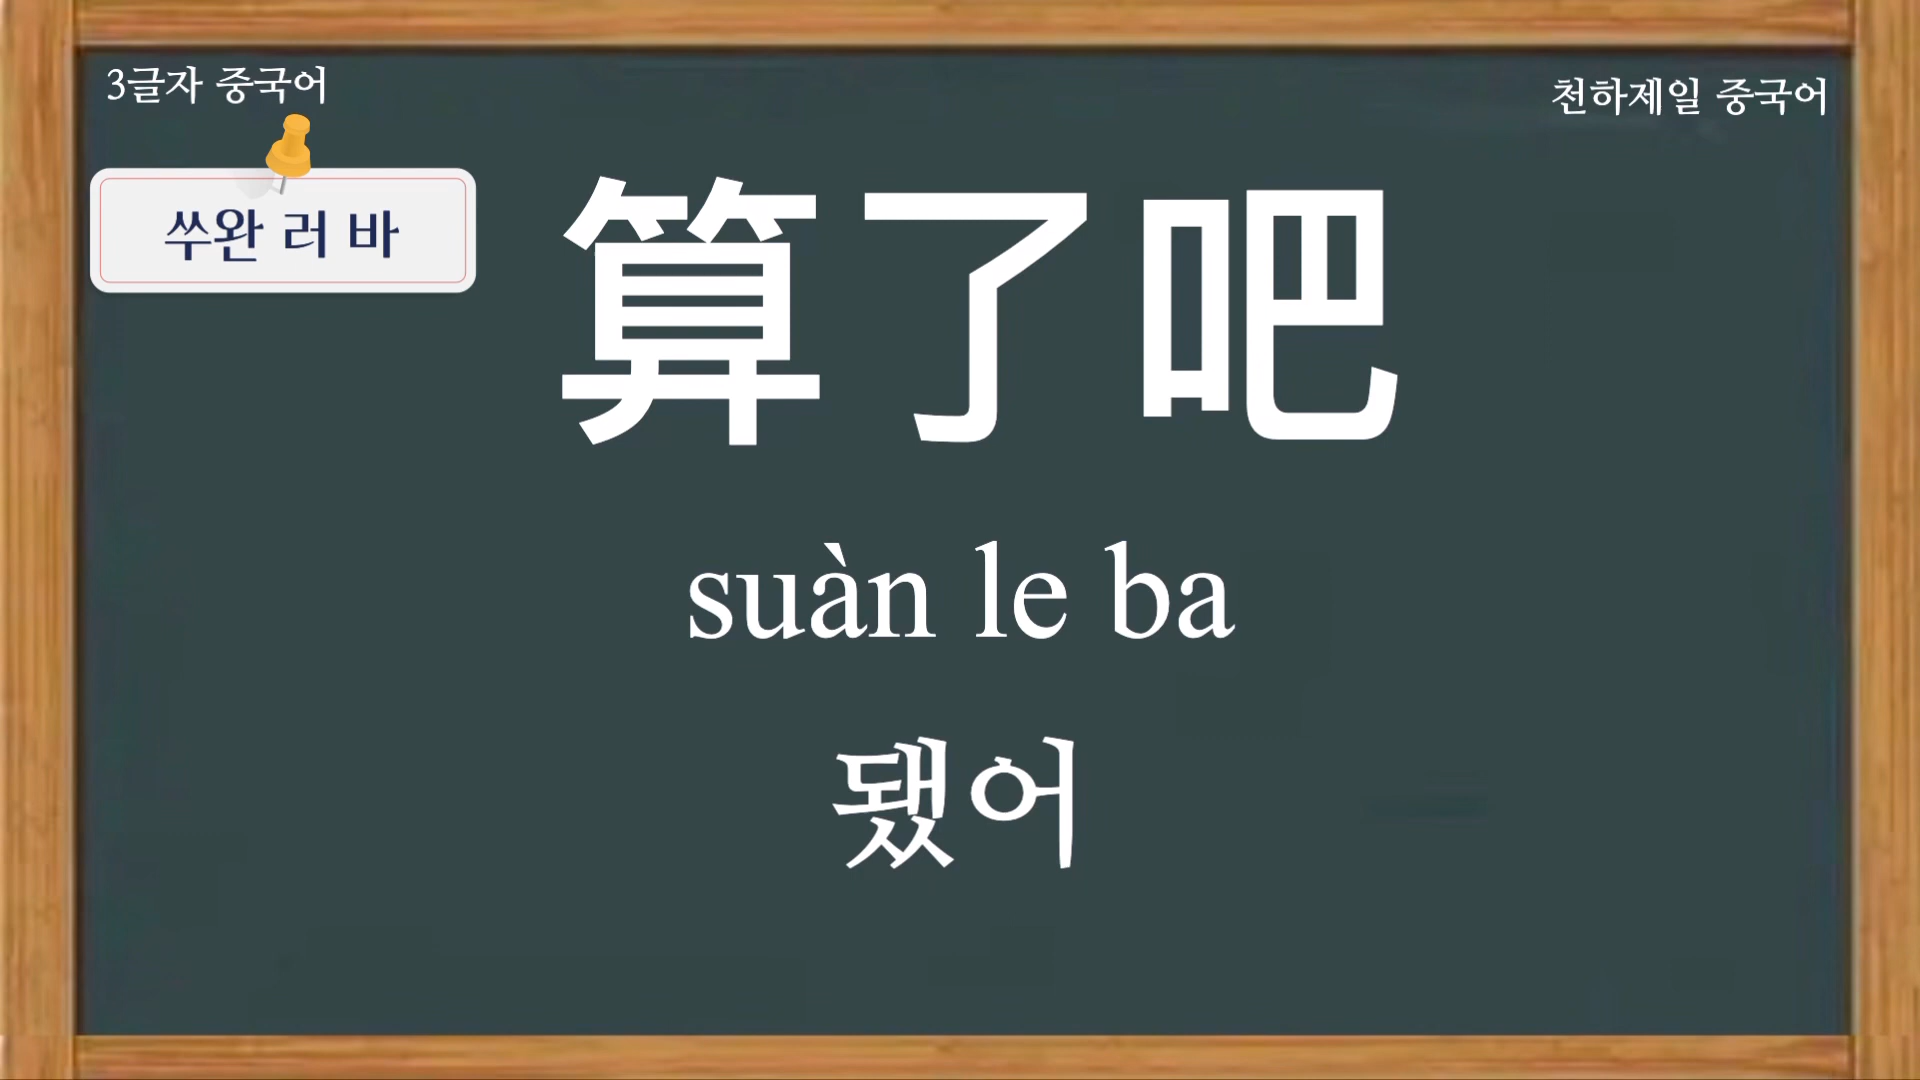 3글자 중국어
천하제일 중국어
쑤완 러 바
算了吧
suàn le ba
됐어